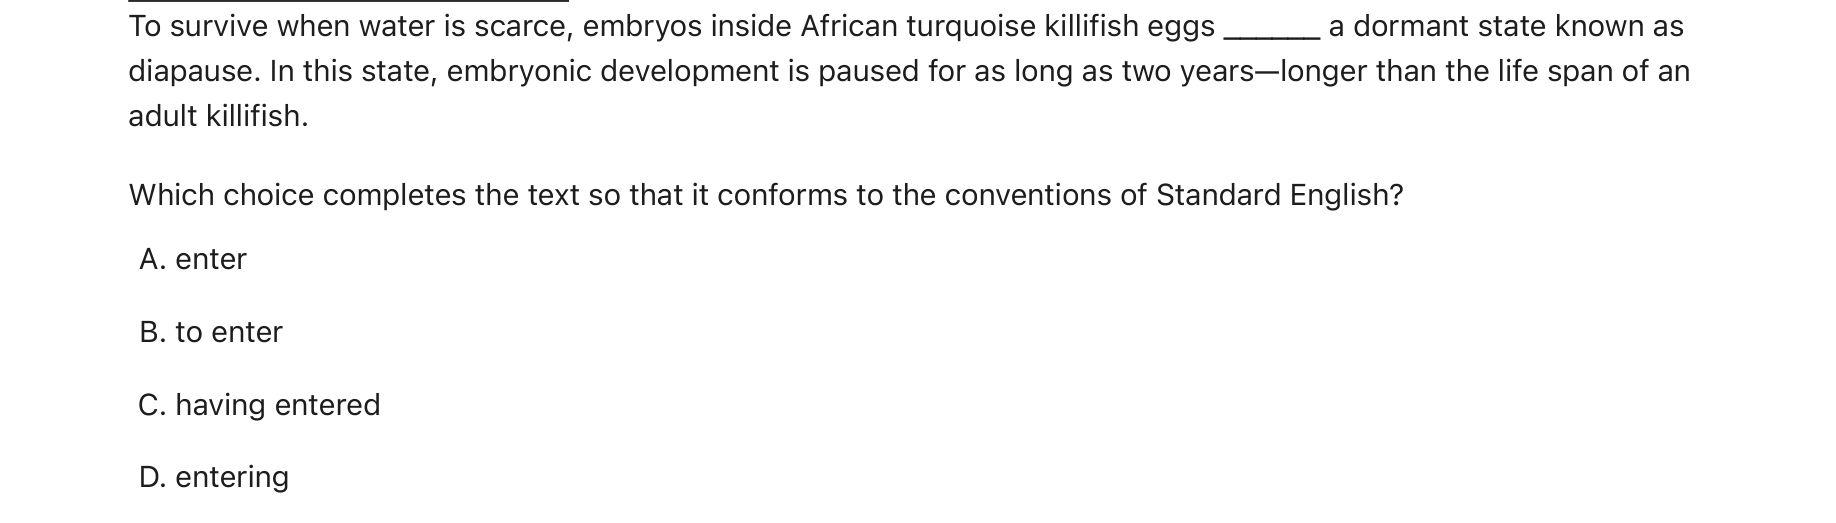 To survive when water is scarce, embryos inside African turquoise killifish eggs ______ a dormant state known as
diapause. In this state, embryonic development is paused for as long as two years—longer than the life span of an
adult killifish.
Which choice completes the text so that it conforms to the conventions of Standard English?
A. enter
B. to enter
C. having entered
D. entering